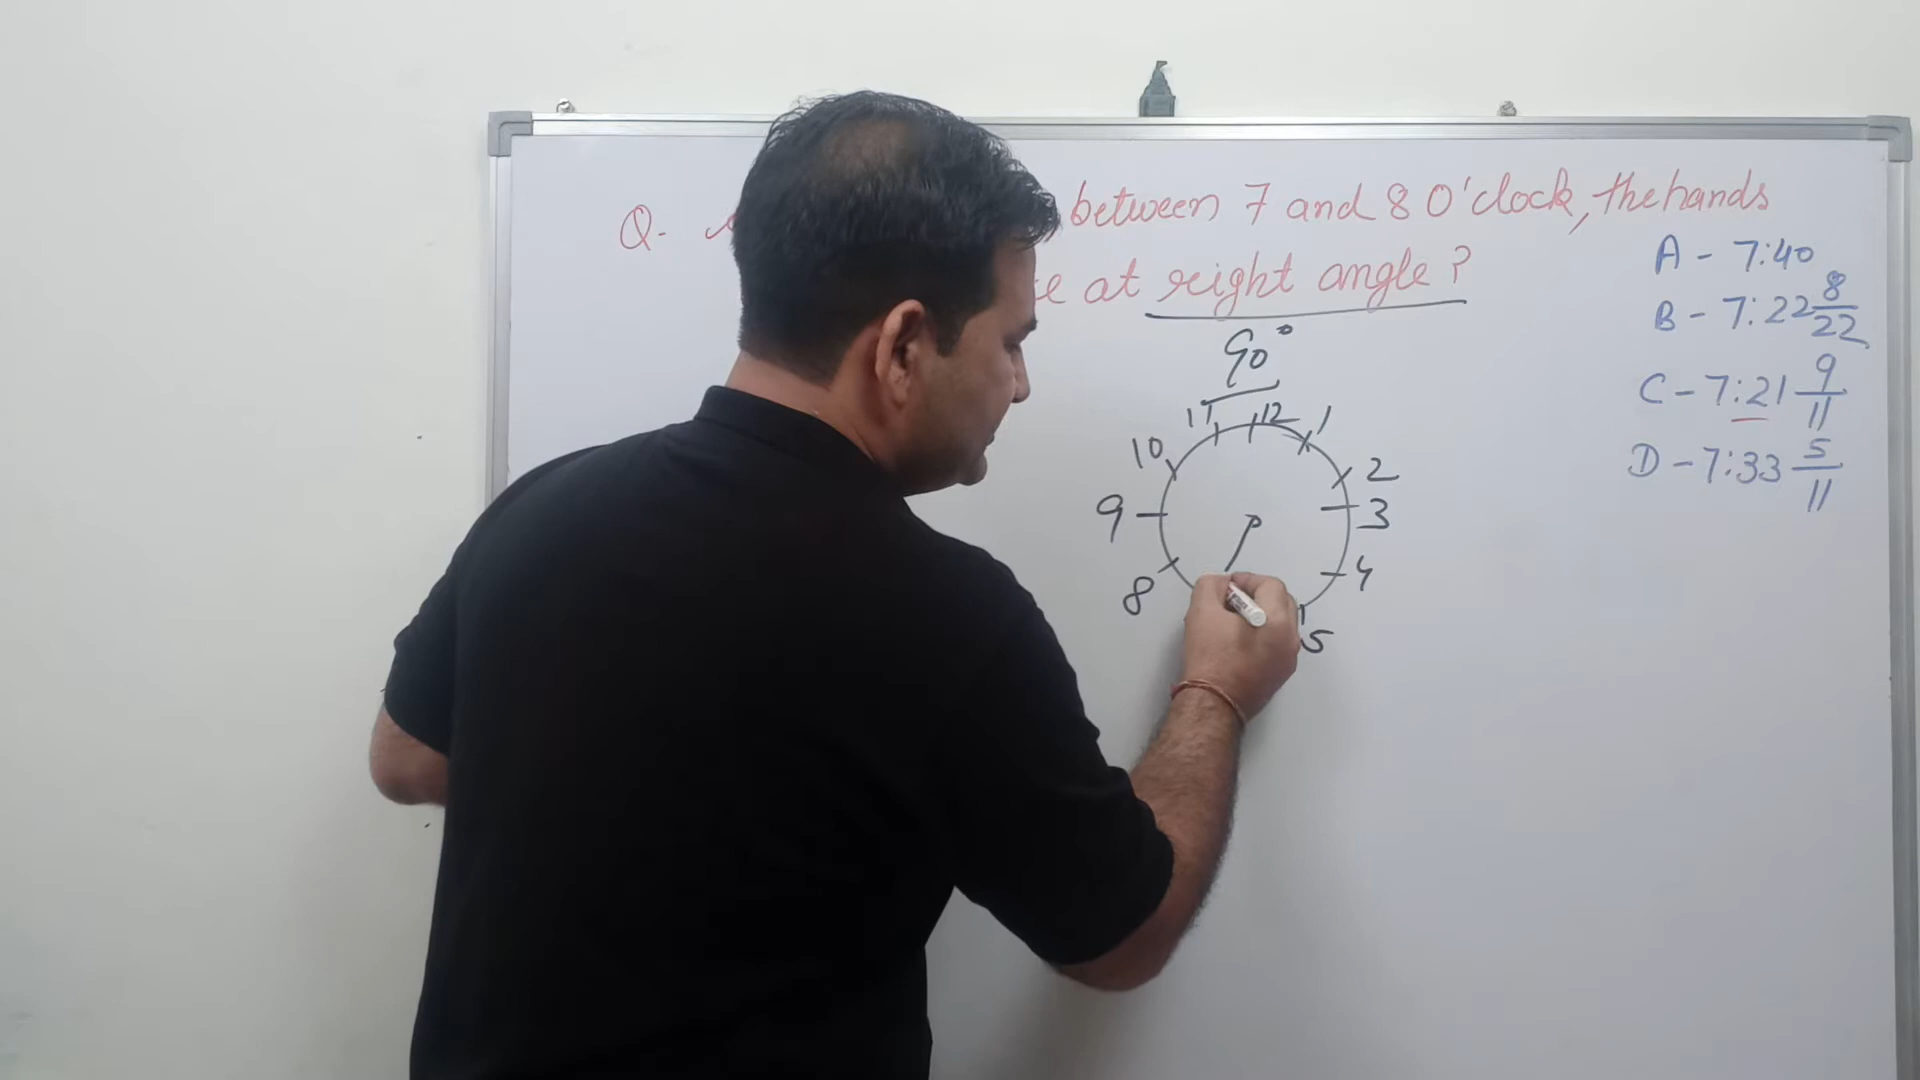 Q- between 7 and 8 O'clock, the hands
at right angle ?
A - 7:40
B - 7:22 8/22
C - 7:21 9/11
D - 7:33 5/11
90°
11 12 1
10 2
9 3
8 4
5